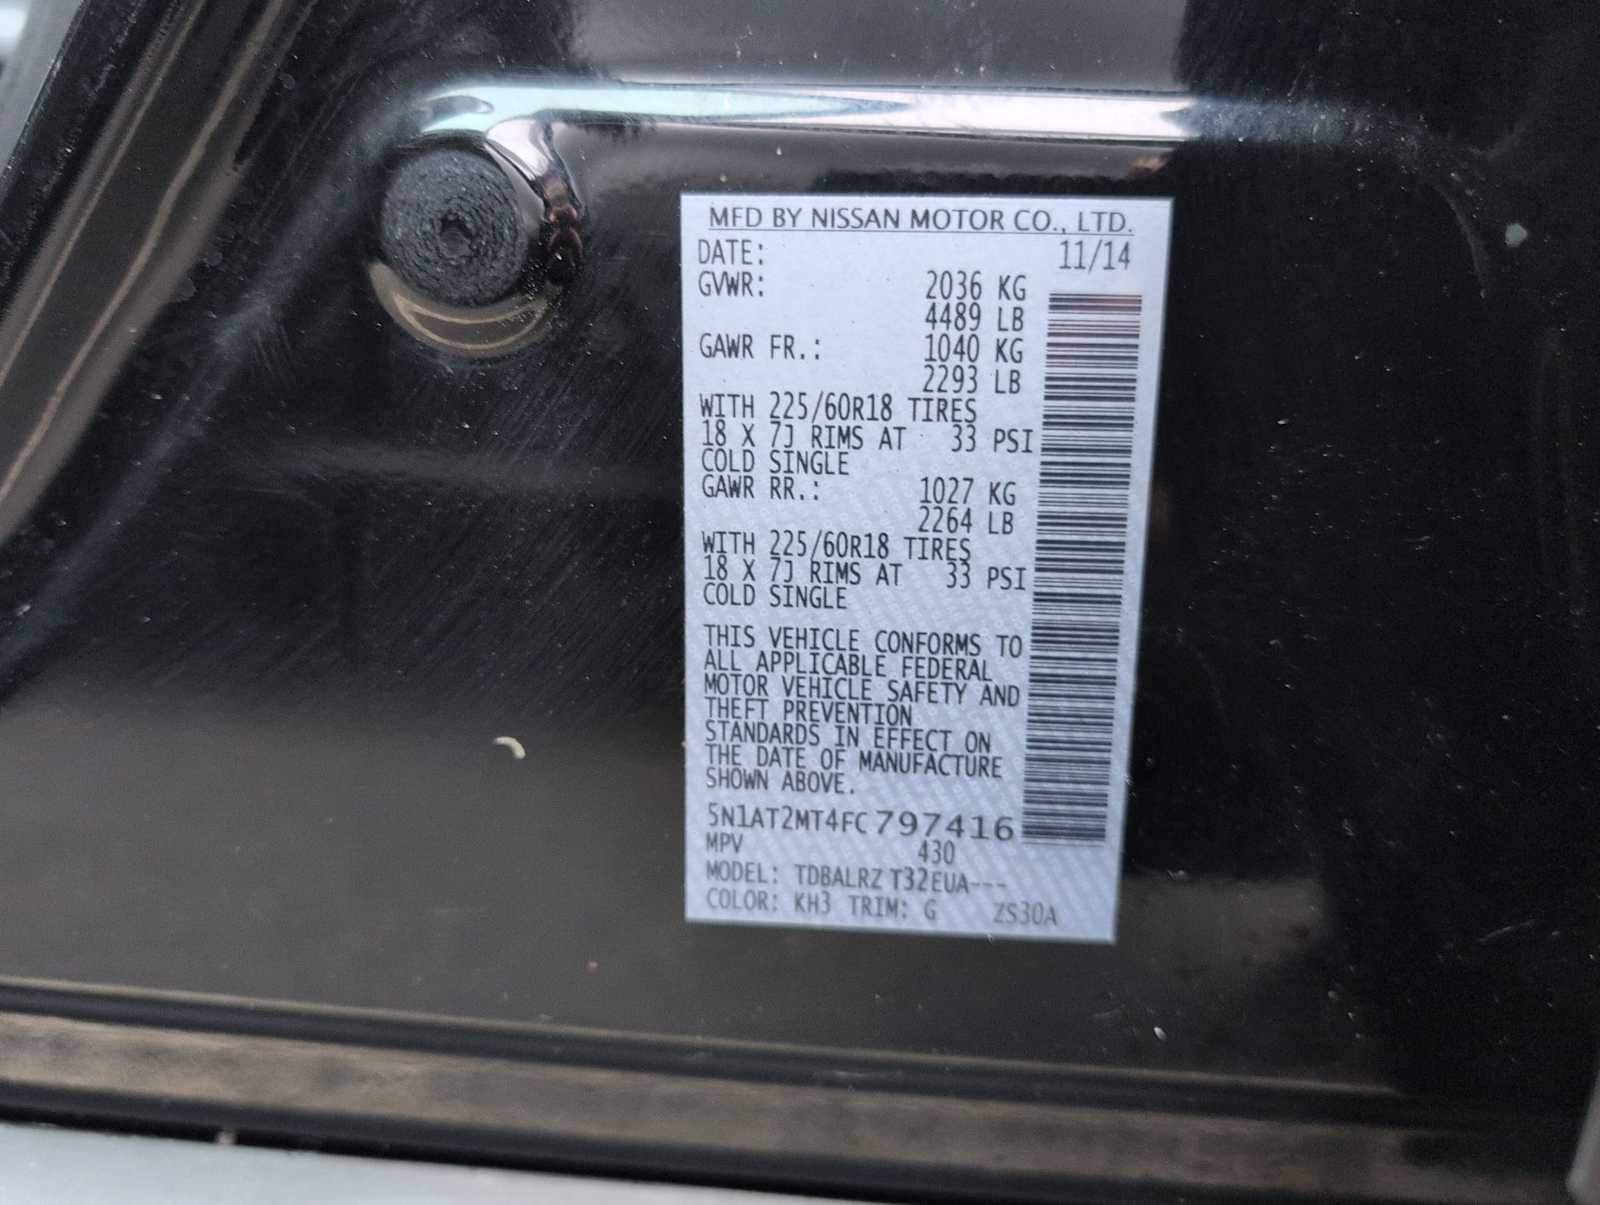 MFD BY NISSAN MOTOR CO., LTD.
DATE: 11/14
GVWR: 2036 KG
4489 LB
GAWR FR.: 1040 KG
2293 LB
WITH 225/60R18 TIRES
18 X 7J RIMS AT 33 PSI
COLD SINGLE
GAWR RR.: 1027 KG
2264 LB
WITH 225/60R18 TIRES
18 X 7J RIMS AT 33 PSI
COLD SINGLE
THIS VEHICLE CONFORMS TO
ALL APPLICABLE FEDERAL
MOTOR VEHICLE SAFETY AND
THEFT PREVENTION
STANDARDS IN EFFECT ON
THE DATE OF MANUFACTURE
SHOWN ABOVE.
5N1AT2MT4FC797416
MPV 430
MODEL: TDBALRZ T32EUA---
COLOR: KH3 TRIM: G ZS30A